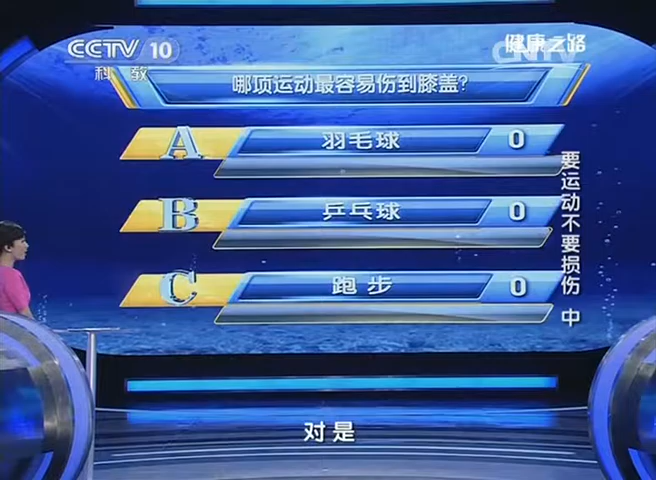 CCTV 10
科教
健康之路
CNTV
哪项运动最容易伤到膝盖?
A 羽毛球 0
B 乒乓球 0
C 跑步 0
要运动不要损伤 中
对是